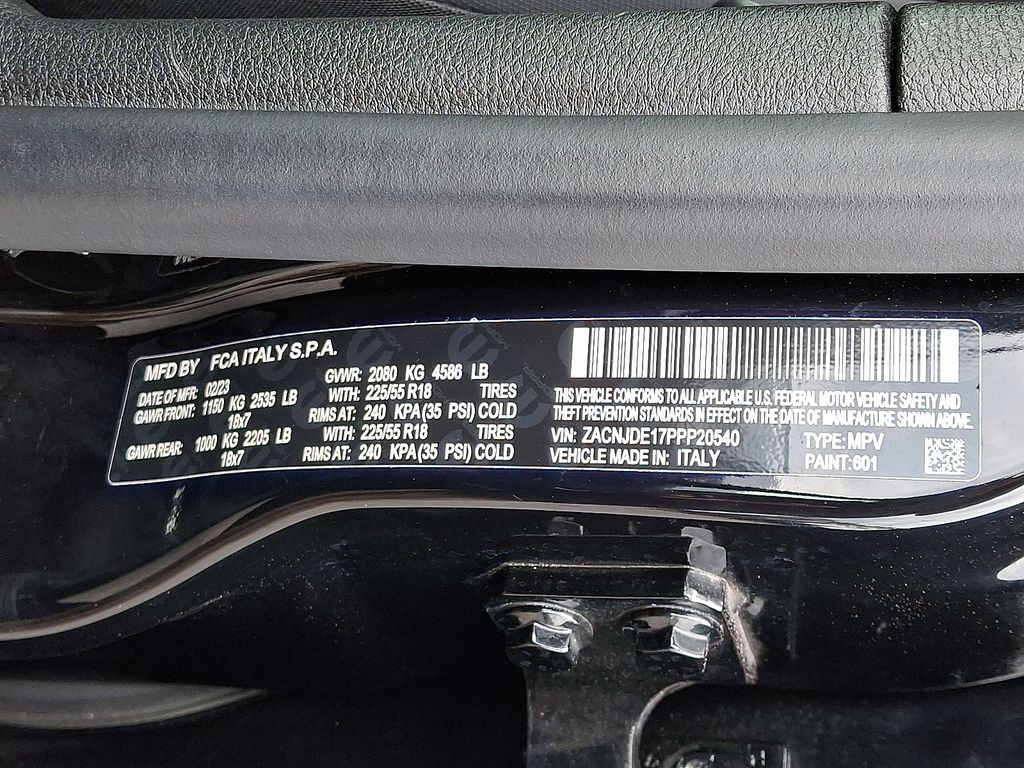 MFD BY FCA ITALY S.P.A.
DATE OF MFR: 02/23 GVWR: 2080 KG 4586 LB
GAWR FRONT: 1150 KG 2535 LB WITH: 225/55 R18 TIRES
18x7 RIMS AT: 240 KPA(35 PSI) COLD
GAWR REAR: 1000 KG 2205 LB WITH: 225/55 R18 TIRES
18x7 RIMS AT: 240 KPA(35 PSI) COLD
THIS VEHICLE CONFORMS TO ALL APPLICABLE U.S. FEDERAL MOTOR VEHICLE SAFETY AND
THEFT PREVENTION STANDARDS IN EFFECT ON THE DATE OF MANUFACTURE SHOWN ABOVE.
VIN: ZACNJDE17PPP20540 TYPE: MPV
VEHICLE MADE IN: ITALY PAINT:601